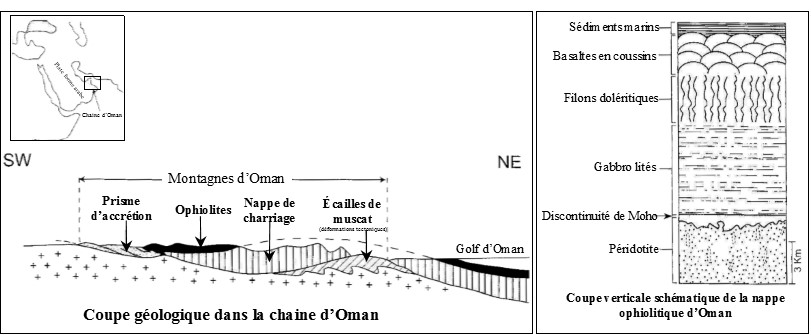 Plate forme arabe
Chaine d'Oman
SW
NE
Montagnes d'Oman
Prisme
d'accrétion
Ophiolites
Nappe de
charriage
Écailles de
muscat
(déformations tectoniques)
Golf d'Oman
Coupe géologique dans la chaine d'Oman
Sédiments marins
Basaltes en coussins
Filons doléritiques
Gabbro lités
Discontinuité de Moho
Péridotite
3 Km
Coupe verticale schématique de la nappe
ophiolitique d'Oman